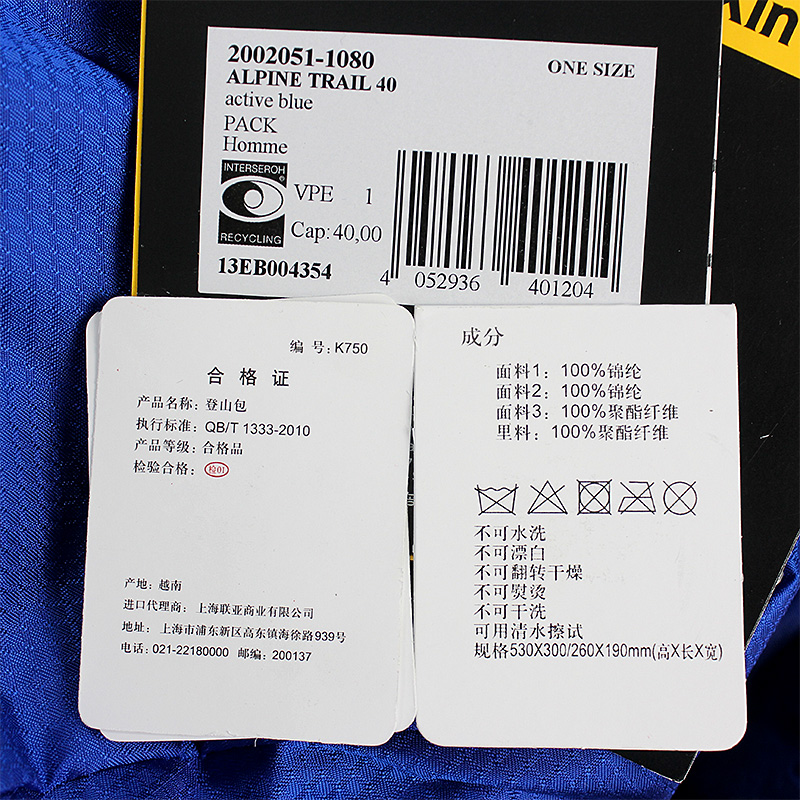 2002051-1080
ONE SIZE
ALPINE TRAIL 40
active blue
PACK
Homme
INTERSEROH
RECYCLING
VPE 1
Cap: 40,00
13EB004354
4 052936 401204
编 号: K750
合 格 证
产品名称: 登山包
执行标准: QB/T 1333-2010
产品等级: 合格品
检验合格: 检01
产地: 越南
进口代理商: 上海联亚商业有限公司
地址: 上海市浦东新区高东镇海徐路939号
电话: 021-22180000 邮编: 200137
成分
面料1: 100%锦纶
面料2: 100%锦纶
面料3: 100%聚酯纤维
里料: 100%聚酯纤维
不可水洗
不可漂白
不可翻转干燥
不可熨烫
不可干洗
可用清水擦试
规格530X300/260X190mm(高X长X宽)